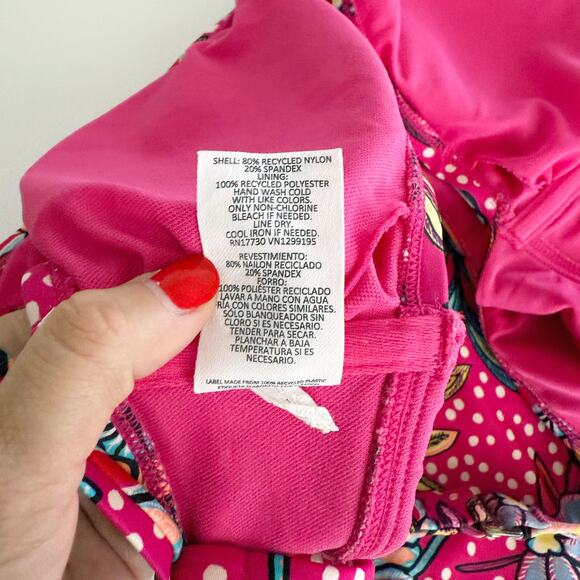 SHELL: 80% RECYCLED NYLON
20% SPANDEX
LINING:
100% RECYCLED POLYESTER
HAND WASH COLD
WITH LIKE COLORS.
ONLY NON-CHLORINE
BLEACH IF NEEDED.
LINE DRY.
COOL IRON IF NEEDED.
RN17730 VN1299195
REVESTIMIENTO:
80% NAILON RECICLADO
20% SPANDEX
FORRO:
100% POLIÉSTER RECICLADO
LAVAR A MANO CON AGUA
FRÍA CON COLORES SIMILARES.
SÓLO BLANQUEADOR SIN
CLORO SI ES NECESARIO.
TENDER PARA SECAR.
PLANCHAR A BAJA
TEMPERATURA SI ES
NECESARIO.
LABEL MADE FROM 100% RECYCLED PLASTIC